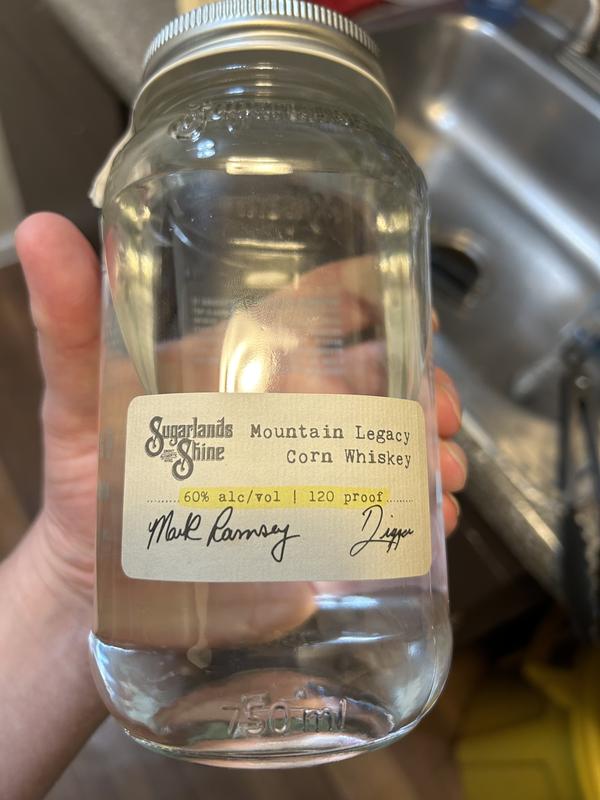 Sugarlands
Shine
Mountain Legacy
Corn Whiskey
60% alc/vol | 120 proof
Mark Ramsey
Digger
750 ml